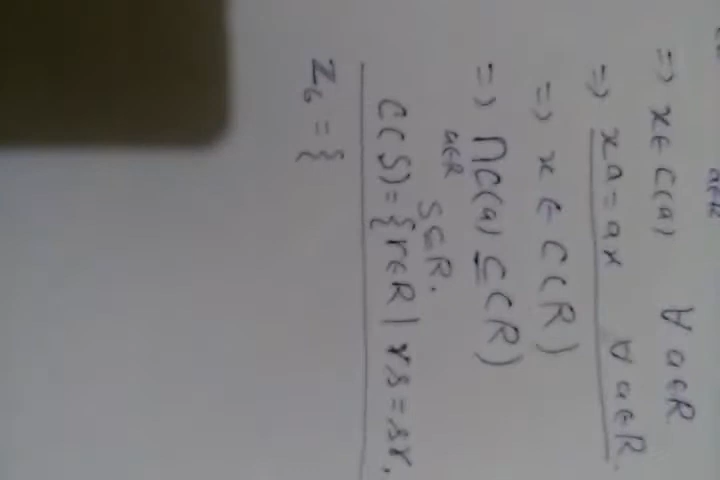 a∈R
⇒ x ∈ C(a) ∀ a∈R
⇒ xa = ax ∀ a∈R.
⇒ x ∈ C(R)
⇒ ∩ C(a) ⊆ C(R)
a∈R
S⊆R.
C(S) = { r∈R | rs = sr,
Z₆ = {